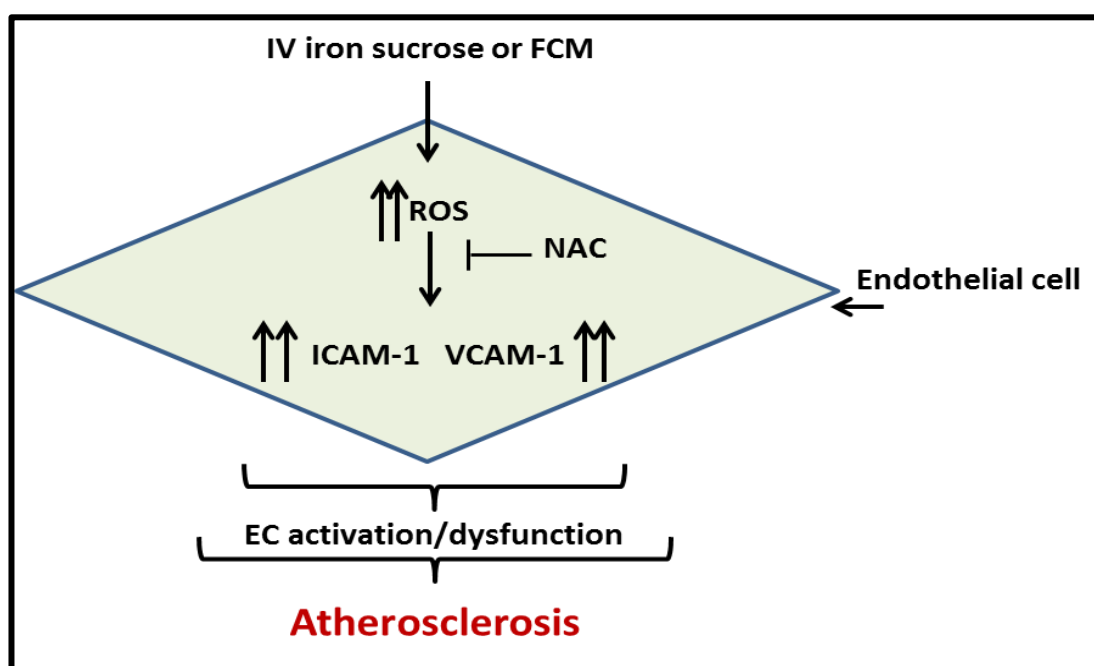 IV iron sucrose or FCM
ROS
NAC
Endothelial cell
ICAM-1 VCAM-1
EC activation/dysfunction
Atherosclerosis